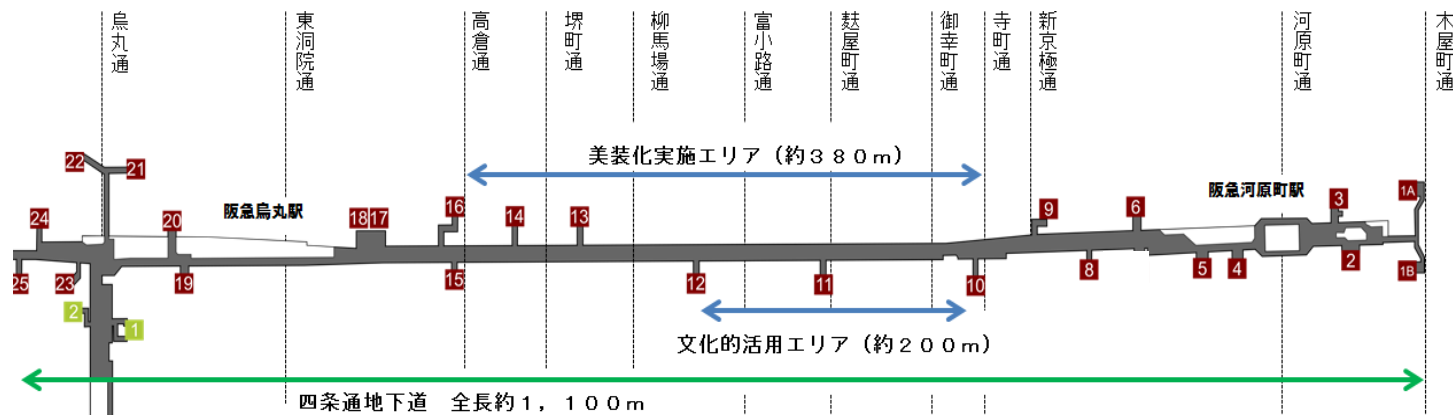 烏丸通
東洞院通
高倉通
堺町通
柳馬場通
富小路通
麸屋町通
御幸町通
寺町通
新京極通
河原町通
木屋町通
美装化実施エリア（約３８０ｍ）
22
21
阪急烏丸駅
阪急河原町駅
1A
24
20
18
17
16
14
13
9
6
3
25
23
19
15
12
11
10
8
5
4
2
1B
2
1
文化的活用エリア（約２００ｍ）
四条通地下道　全長約１，１００ｍ